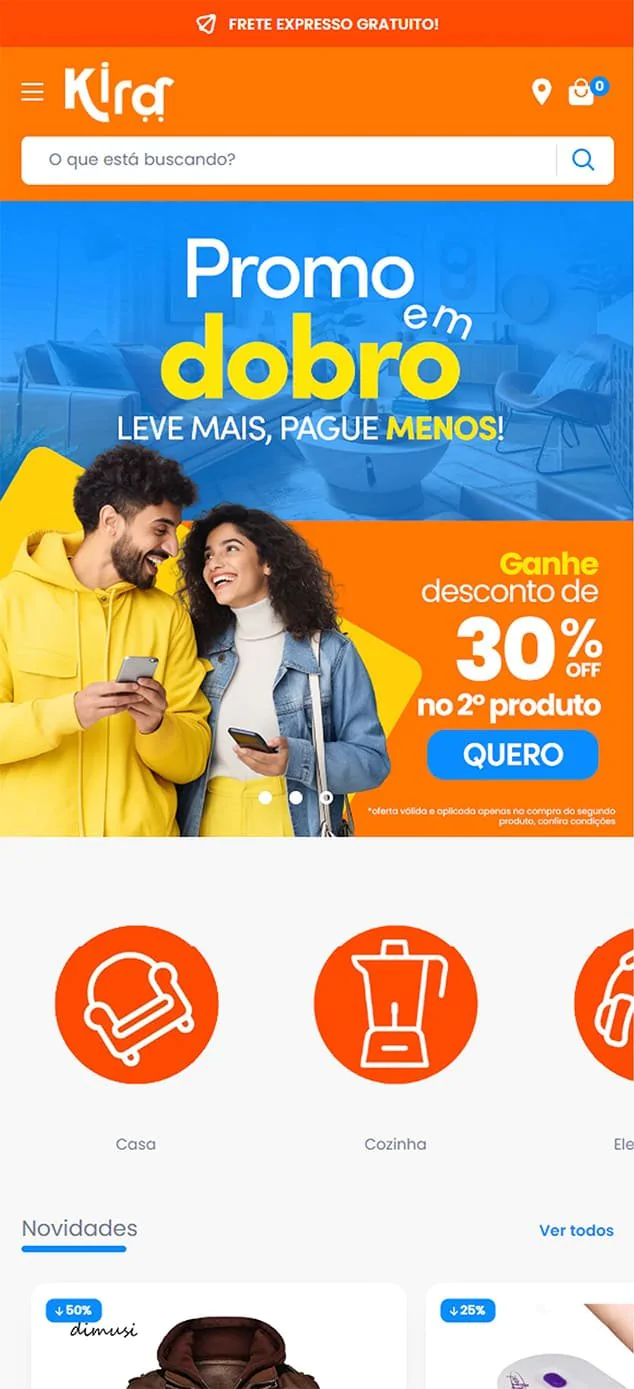 FRETE EXPRESSO GRATUITO!
Kira
0
O que está buscando?
Promo
em
dobro
LEVE MAIS, PAGUE MENOS!
Ganhe
desconto de
30%
OFF
no 2º produto
QUERO
*oferta válida e aplicada apenas na compra do segundo
produto, confira condições
Casa
Cozinha
Ele
Novidades
Ver todos
↓50%
↓25%
dimusi